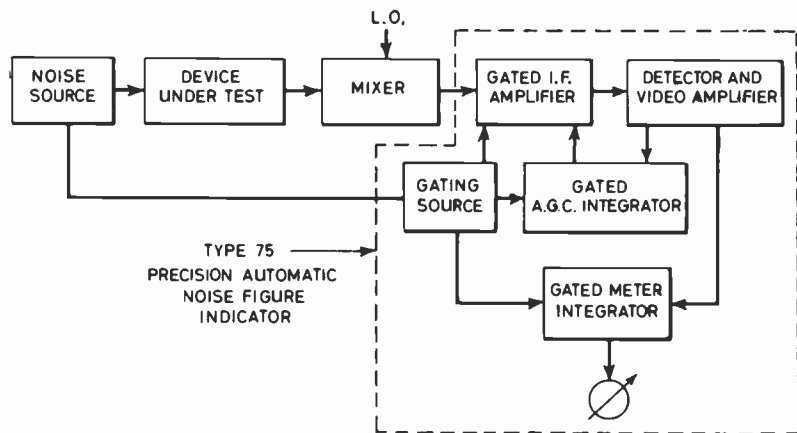 L.O.
NOISE
SOURCE
DEVICE
UNDER TEST
MIXER
GATED I.F.
AMPLIFIER
DETECTOR AND
VIDEO AMPLIFIER
GATING
SOURCE
GATED
A.G.C. INTEGRATOR
TYPE 75
PRECISION AUTOMATIC
NOISE FIGURE
INDICATOR
GATED METER
INTEGRATOR